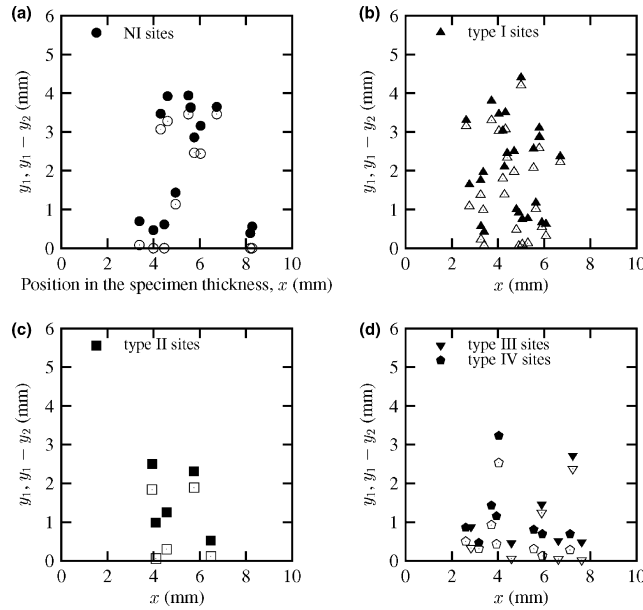 (a)
NI sites
6
5
4
3
2
1
0
y1, y1 − y2 (mm)
0 2 4 6 8 10
Position in the specimen thickness, x (mm)
(b)
type I sites
6
5
4
3
2
1
0
y1, y1 − y2 (mm)
0 2 4 6 8 10
x (mm)
(c)
type II sites
6
5
4
3
2
1
0
y1, y1 − y2 (mm)
0 2 4 6 8 10
x (mm)
(d)
type III sites
type IV sites
6
5
4
3
2
1
0
y1, y1 − y2 (mm)
0 2 4 6 8 10
x (mm)